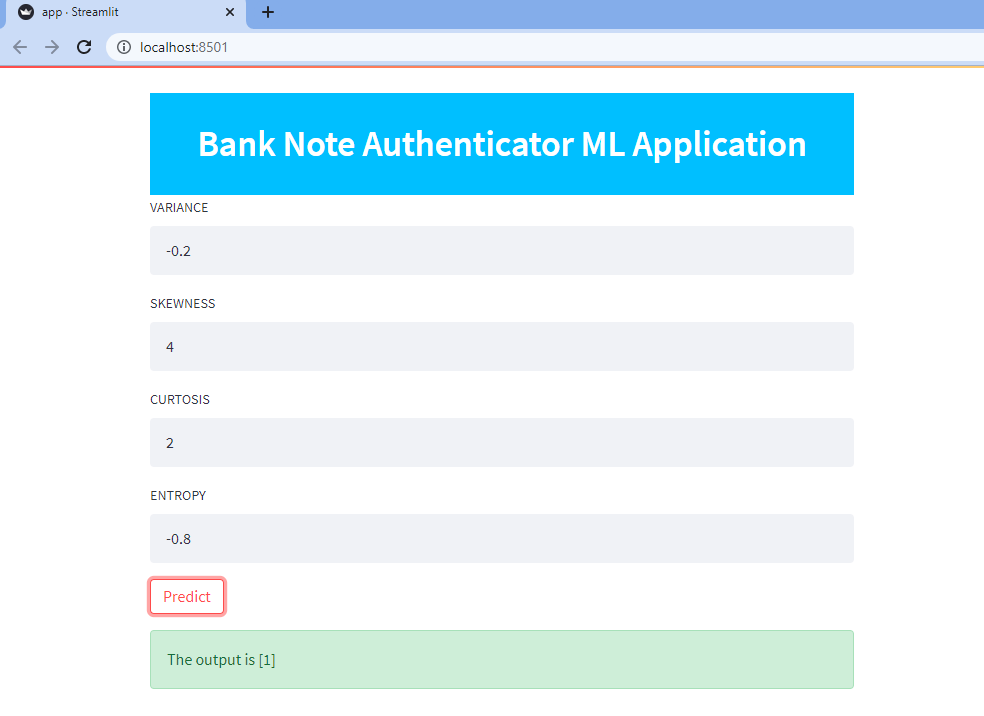 app · Streamlit
localhost:8501
Bank Note Authenticator ML Application
VARIANCE
-0.2
SKEWNESS
4
CURTOSIS
2
ENTROPY
-0.8
Predict
The output is [1]